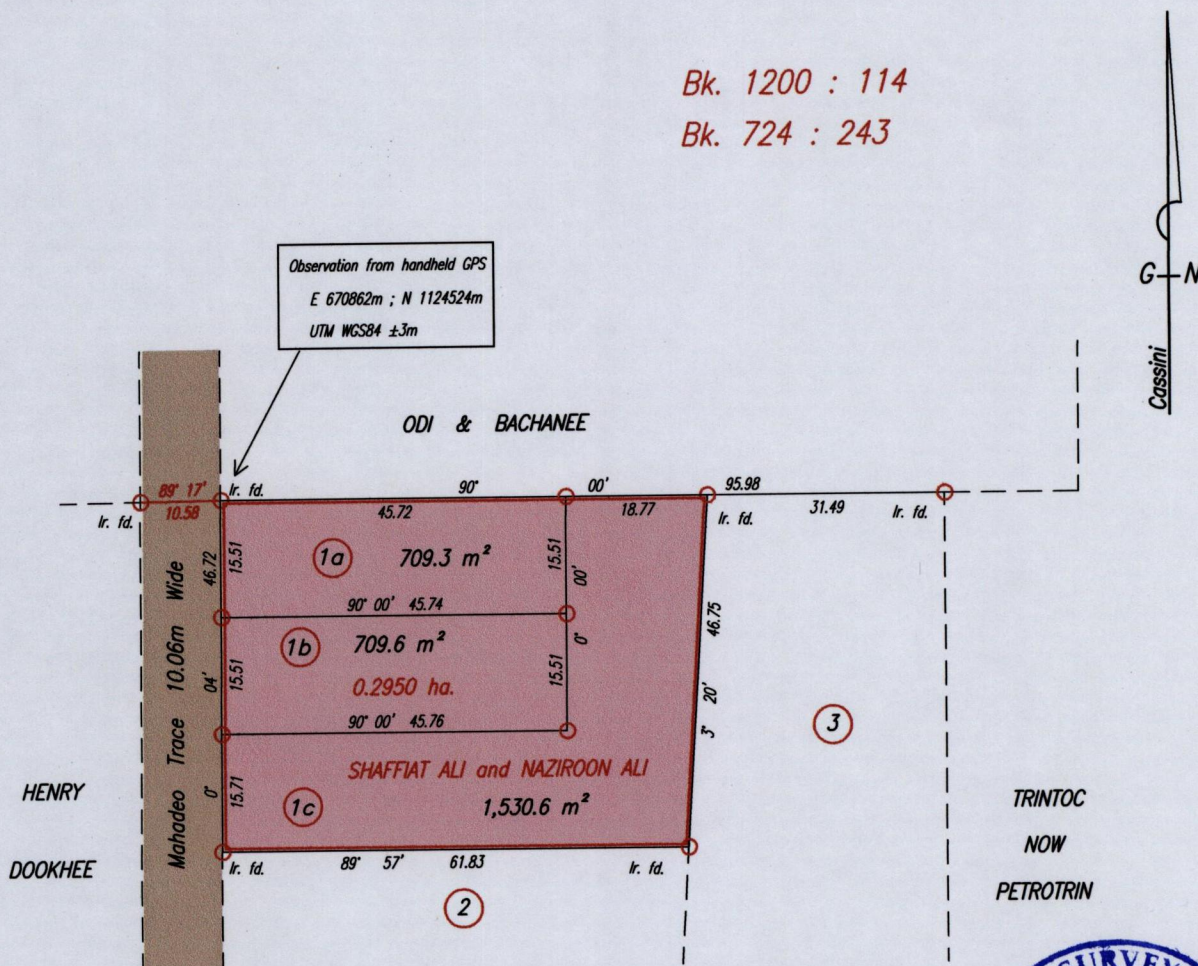 Bk. 1200 : 114
Bk. 724 : 243
Observation from handheld GPS
E 670862m ; N 1124524m
UTM WGS84 ±3m
G N
Cassini
ODI & BACHANEE
89° 17'
10.58
Ir. fd.
Ir. fd.
90° 00' 95.98
45.72
18.77
Ir. fd.
31.49
Ir. fd.
Mahadeo Trace 10.06m Wide
0° 04' 46.72
15.51
1a
709.3 m²
15.51
0° 00'
90° 00' 45.74
15.51
1b
709.6 m²
15.51
0.2950 ha.
90° 00' 45.76
3° 20' 46.75
3
SHAFFIAT ALI and NAZIROON ALI
15.71
1c
1,530.6 m²
Ir. fd.
89° 57' 61.83
Ir. fd.
2
HENRY
DOOKHEE
TRINTOC
NOW
PETROTRIN
SURVEY